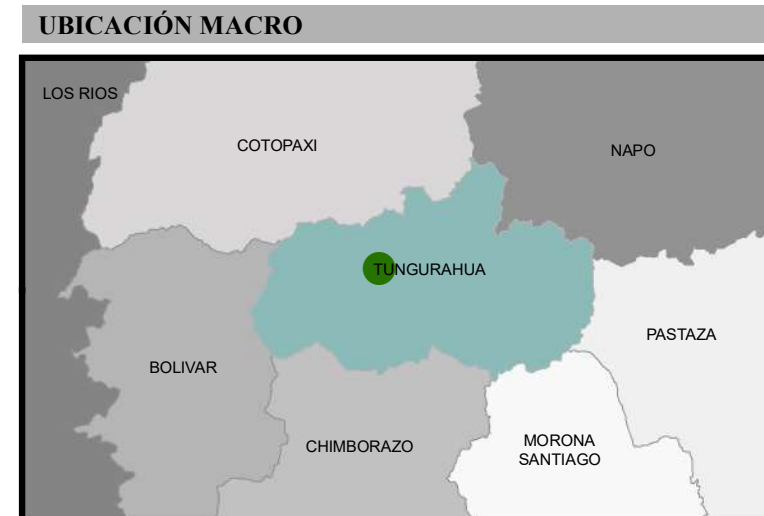 UBICACIÓN MACRO
LOS RIOS
COTOPAXI
NAPO
TUNGURAHUA
PASTAZA
BOLIVAR
CHIMBORAZO
MORONA
SANTIAGO